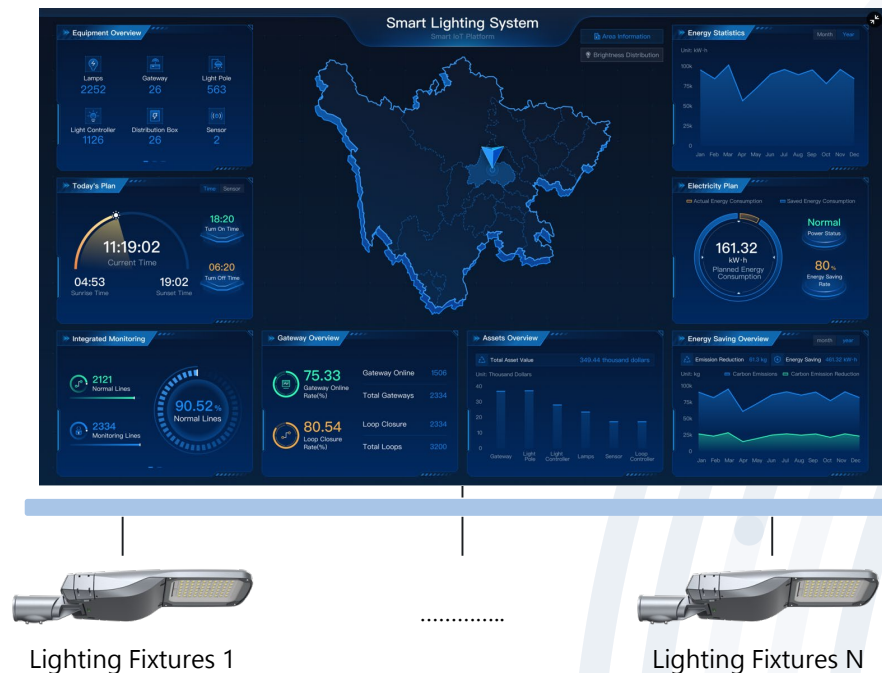 Smart Lighting System
Smart IoT Platform
Area Information
Brightness Distribution
Equipment Overview
Lamps
2252
Gateway
26
Light Pole
563
Light Controller
1126
Distribution Box
26
Sensor
2
Today's Plan
Time Sensor
11:19:02
Current Time
04:53
Sunrise Time
19:02
Sunset Time
18:20
Turn On Time
06:20
Turn Off Time
Integrated Monitoring
2121
Normal Lines
2334
Monitoring Lines
90.52%
Normal Lines
Gateway Overview
75.33
Gateway Online
Rate(%)
80.54
Loop Closure
Rate(%)
Gateway Online 1506
Total Gateways 2334
Loop Closure 2334
Total Loops 3200
Assets Overview
Total Asset Value 349.44 thousand dollars
Unit: Thousand Dollars
40
30
20
10
0
Gateway
Light
Pole
Light
Controller
Lamps
Sensor
Loop
Controller
Energy Statistics
Month Year
Unit: kW·h
100k
75k
50k
25k
0
Jan Feb Mar Apr May Jun Jul Aug Sep Oct Nov Dec
Electricity Plan
Actual Energy Consumption Saved Energy Consumption
161.32
kW·h
Planned Energy
Consumption
Normal
Power Status
80%
Energy Saving
Rate
Energy Saving Overview
month year
Emission Reduction 81.3 kg Energy Saving 461.32 kW·h
Unit: kg Carbon Emissions Carbon Emission Reduction
100k
75k
50k
25k
0
Jan Feb Mar Apr May Jun Jul Aug Sep Oct Nov Dec
..............
Lighting Fixtures 1
Lighting Fixtures N